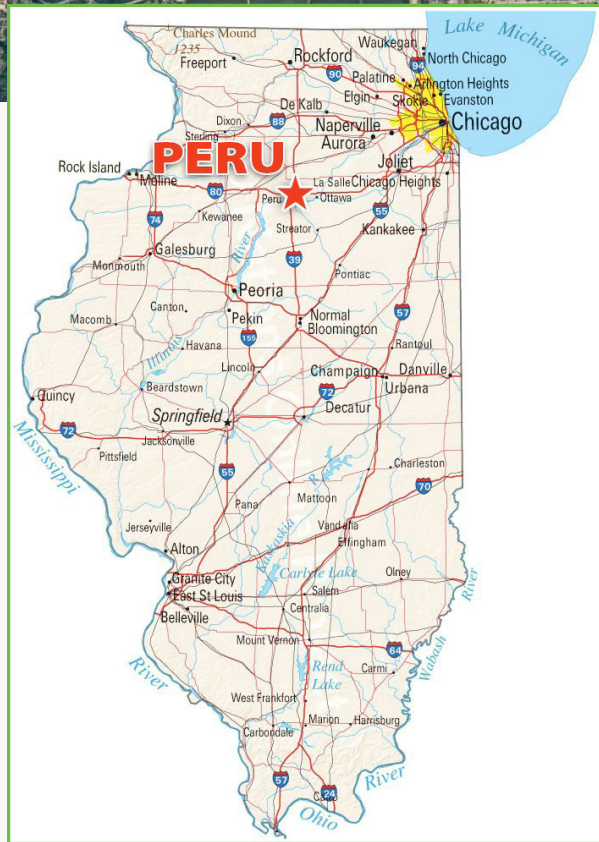 Lake Michigan
Charles Mound
1235
Waukegan
Freeport
Rockford
94
North Chicago
90
Palatine
Arlington Heights
Elgin
Skokie
Evanston
De Kalb
Dixon
88
Naperville
Chicago
Sterling
Aurora
PERU
Joliet
Rock Island
Moline
80
La Salle
Chicago Heights
Peru
Ottawa
74
Kewanee
55
Streator
Kankakee
Galesburg
River
39
Monmouth
Pontiac
Peoria
Canton
57
Macomb
Pekin
Normal
Bloomington
155
Rantoul
Illinois
Havana
Lincoln
Champaign
Danville
Beardstown
72
Urbana
Quincy
Decatur
Springfield
72
Jacksonville
Mississippi
Pittsfield
55
Charleston
R
70
Mattoon
Pana
Jerseyville
Vandalia
Kaskaskia
Effingham
Alton
Carlyle Lake
Olney
Granite City
East St Louis
Salem
River
Centralia
Belleville
Mount Vernon
64
Wabash
River
Rend
Lake
Carmi
West Frankfort
Marion
Harrisburg
Carbondale
57
River
24
Ohio